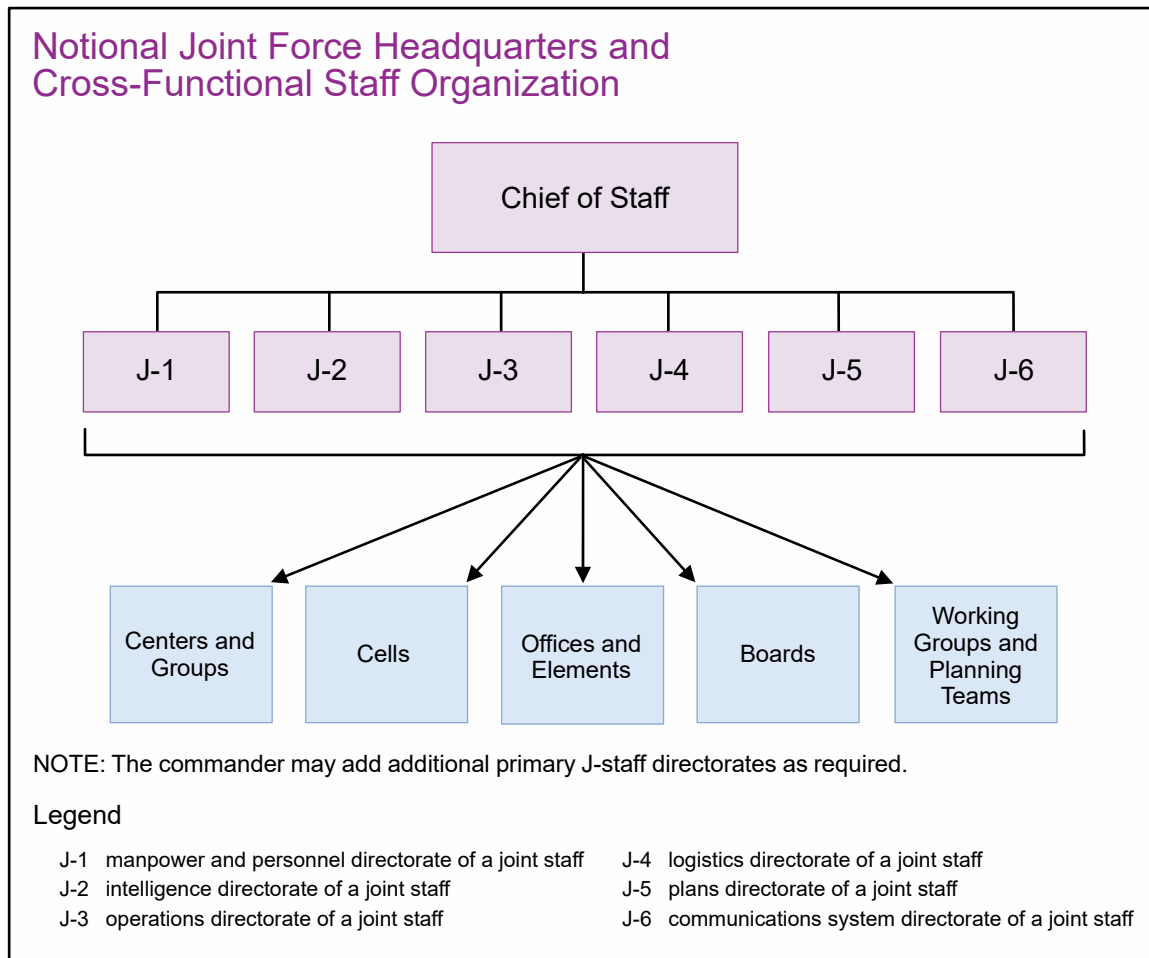 Notional Joint Force Headquarters and
Cross-Functional Staff Organization
Chief of Staff
J-1
J-2
J-3
J-4
J-5
J-6
Centers and
Groups
Cells
Offices and
Elements
Boards
Working
Groups and
Planning
Teams
NOTE: The commander may add additional primary J-staff directorates as required.
Legend
J-1 manpower and personnel directorate of a joint staff
J-2 intelligence directorate of a joint staff
J-3 operations directorate of a joint staff
J-4 logistics directorate of a joint staff
J-5 plans directorate of a joint staff
J-6 communications system directorate of a joint staff